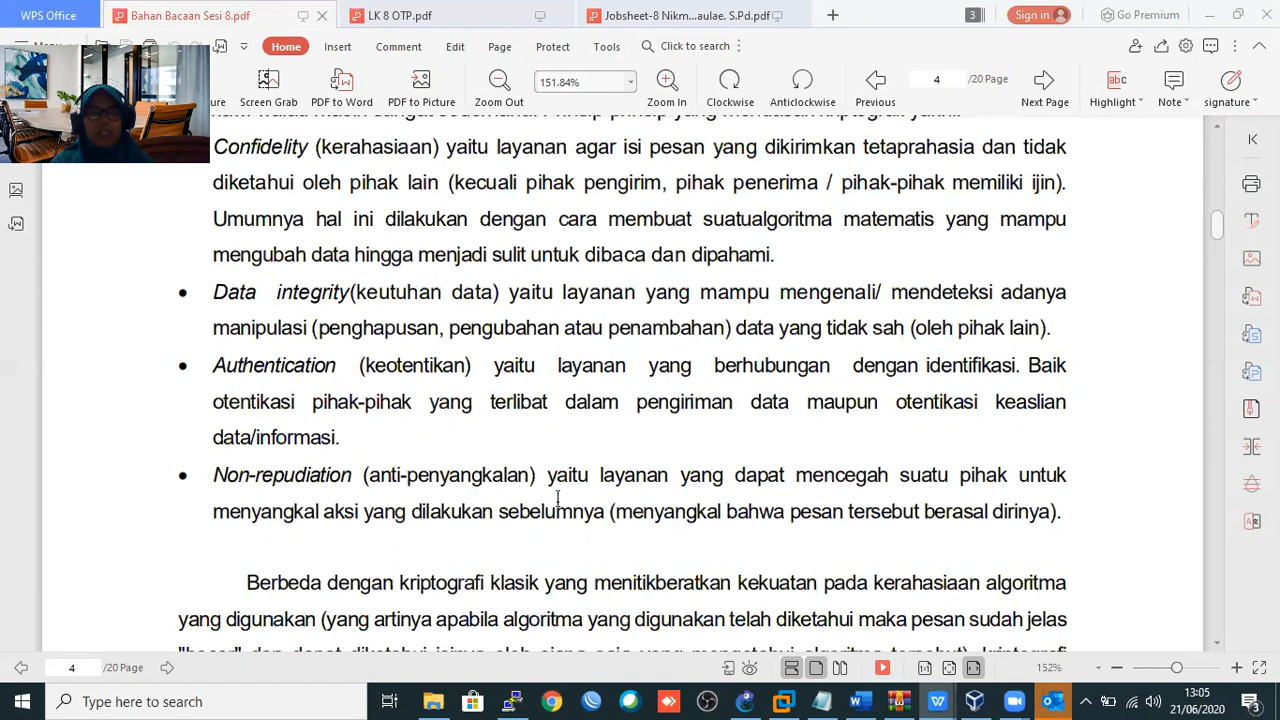 WPS Office
Bahan Bacaan Sesi 8.pdf
LK 8 OTP.pdf
Jobsheet-8 Nikm...aulae. S.Pd.pdf
3
Sign in
Go Premium
Home
Insert
Comment
Edit
Page
Protect
Tools
Click to search
Screen Grab
PDF to Word
PDF to Picture
Zoom Out
151.84%
Zoom In
Clockwise
Anticlockwise
Previous
4
/20 Page
Next Page
Highlight
Note
signature
Confidelity (kerahasiaan) yaitu layanan agar isi pesan yang dikirimkan tetaprahasia dan tidak
diketahui oleh pihak lain (kecuali pihak pengirim, pihak penerima / pihak-pihak memiliki ijin).
Umumnya hal ini dilakukan dengan cara membuat suatualgoritma matematis yang mampu
mengubah data hingga menjadi sulit untuk dibaca dan dipahami.
• Data integrity(keutuhan data) yaitu layanan yang mampu mengenali/ mendeteksi adanya
manipulasi (penghapusan, pengubahan atau penambahan) data yang tidak sah (oleh pihak lain).
• Authentication (keotentikan) yaitu layanan yang berhubungan dengan identifikasi. Baik
otentikasi pihak-pihak yang terlibat dalam pengiriman data maupun otentikasi keaslian
data/informasi.
• Non-repudiation (anti-penyangkalan) yaitu layanan yang dapat mencegah suatu pihak untuk
menyangkal aksi yang dilakukan sebelumnya (menyangkal bahwa pesan tersebut berasal dirinya).
Berbeda dengan kriptografi klasik yang menitikberatkan kekuatan pada kerahasiaan algoritma
yang digunakan (yang artinya apabila algoritma yang digunakan telah diketahui maka pesan sudah jelas
4
/20 Page
152%
Type here to search
13:05
21/06/2020
3